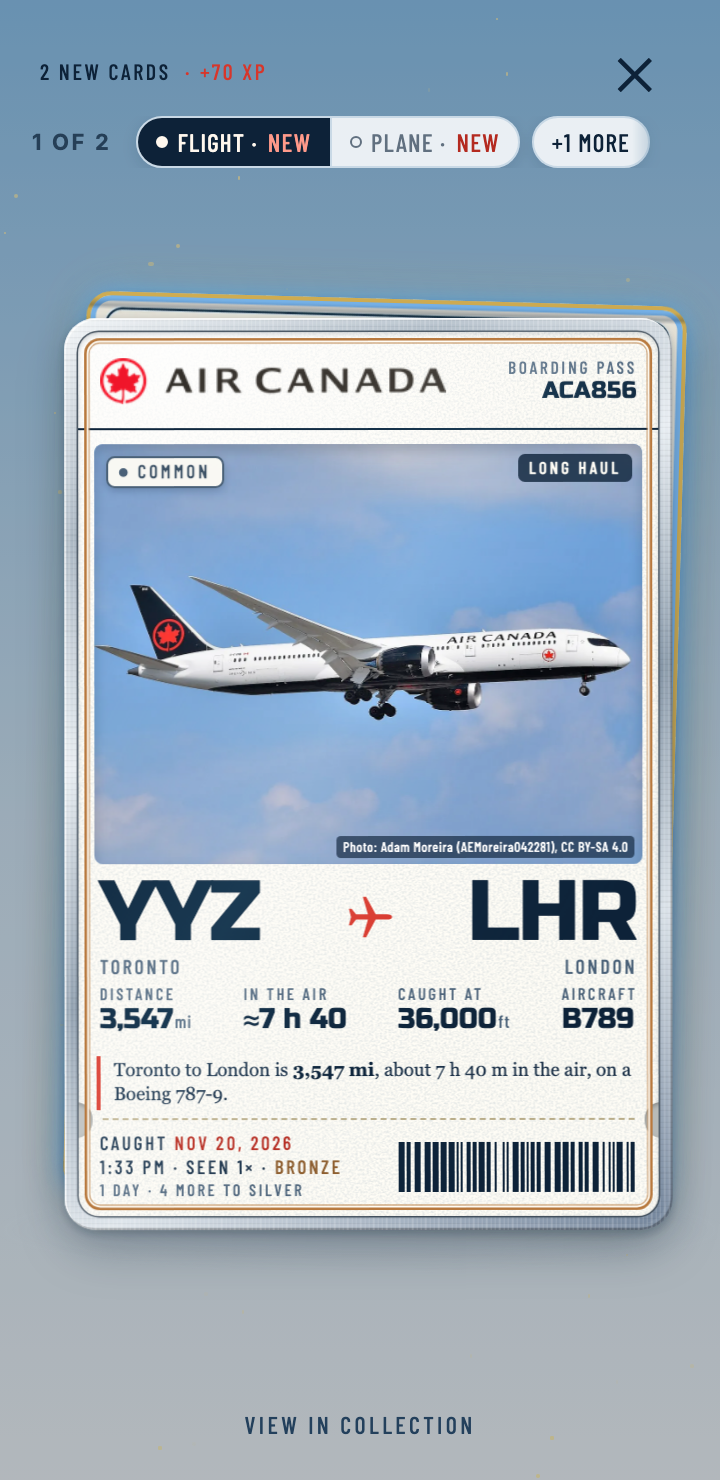 2 NEW CARDS · +70 XP
1 OF 2
FLIGHT · NEW
PLANE · NEW
+1 MORE
AIR CANADA
BOARDING PASS
ACA856
COMMON
LONG HAUL
AIR CANADA
Photo: Adam Moreira (AEMoreira042281), CC BY-SA 4.0
YYZ
LHR
TORONTO
LONDON
DISTANCE
3,547mi
IN THE AIR
≈7 h 40
CAUGHT AT
36,000ft
AIRCRAFT
B789
Toronto to London is 3,547 mi, about 7 h 40 m in the air, on a
Boeing 787-9.
CAUGHT NOV 20, 2026
1:33 PM · SEEN 1× · BRONZE
1 DAY · 4 MORE TO SILVER
VIEW IN COLLECTION